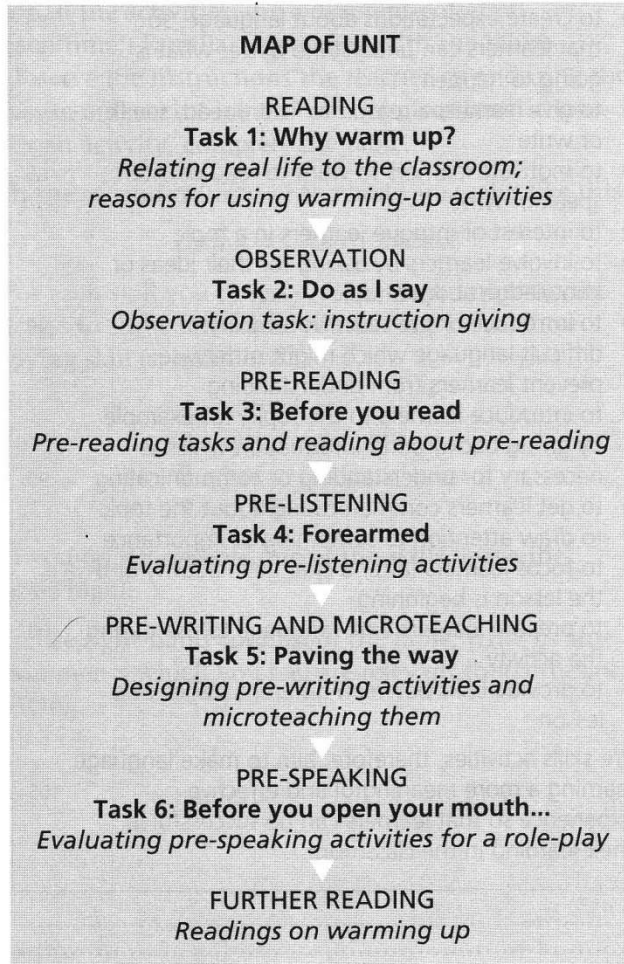 MAP OF UNIT
READING
Task 1: Why warm up?
Relating real life to the classroom;
reasons for using warming-up activities
OBSERVATION
Task 2: Do as I say
Observation task: instruction giving
PRE-READING
Task 3: Before you read
Pre-reading tasks and reading about pre-reading
PRE-LISTENING
Task 4: Forearmed
Evaluating pre-listening activities
PRE-WRITING AND MICROTEACHING
Task 5: Paving the way
Designing pre-writing activities and
microteaching them
PRE-SPEAKING
Task 6: Before you open your mouth...
Evaluating pre-speaking activities for a role-play
FURTHER READING
Readings on warming up